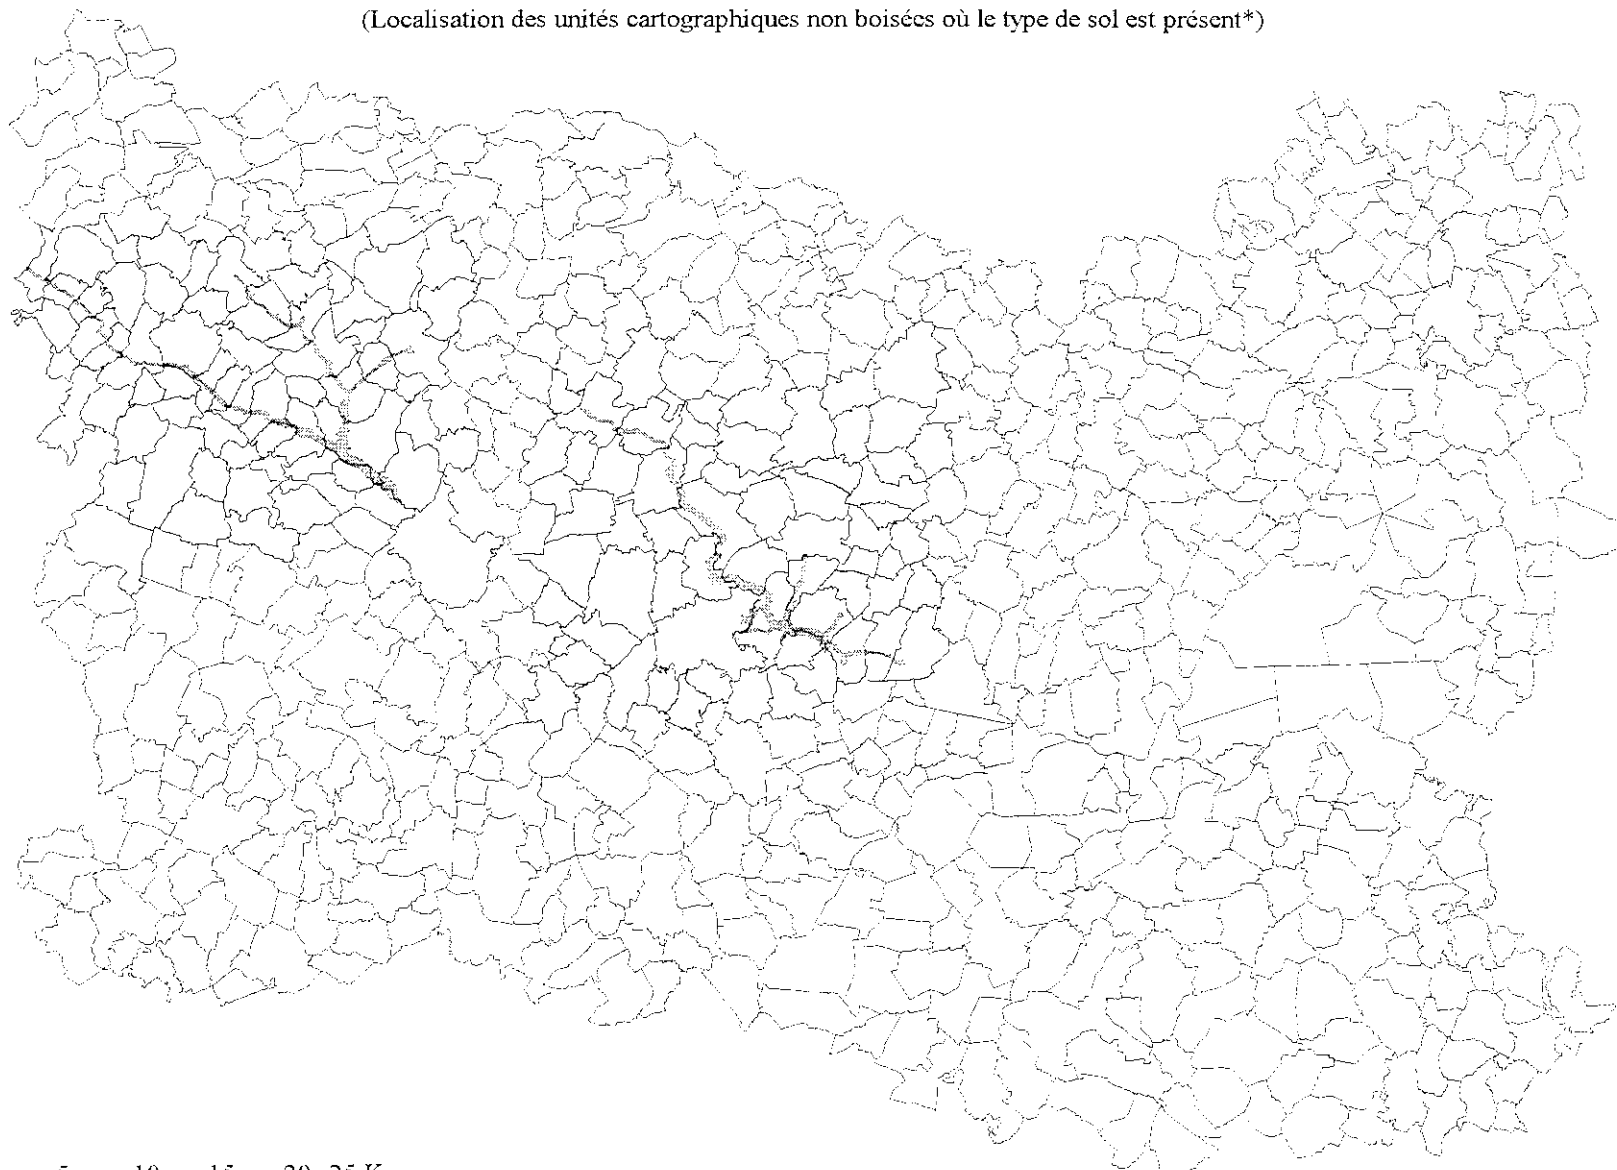 (Localisation des unités cartographiques non boisées où le type de sol est présent*)
5 10 15 20 25 K